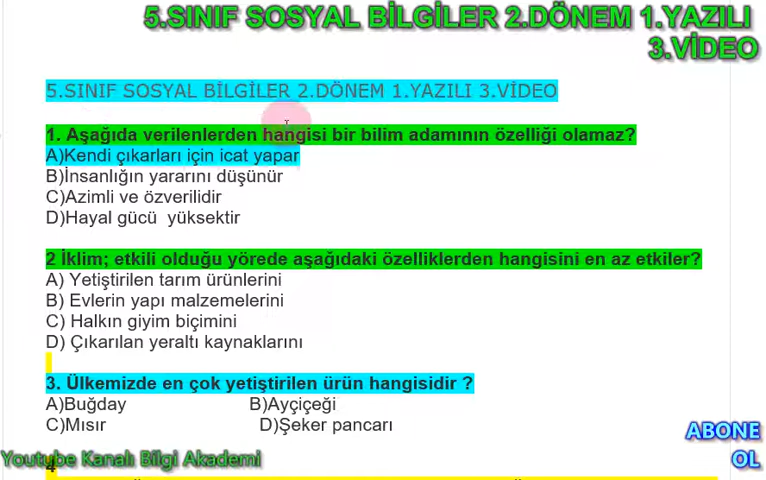 5.SINIF SOSYAL BİLGİLER 2.DÖNEM 1.YAZILI
3.VİDEO
5.SINIF SOSYAL BİLGİLER 2.DÖNEM 1.YAZILI 3.VİDEO
1. Aşağıda verilenlerden hangisi bir bilim adamının özelliği olamaz?
A)Kendi çıkarları için icat yapar
B)İnsanlığın yararını düşünür
C)Azimli ve özverilidir
D)Hayal gücü yüksektir
2 İklim; etkili olduğu yörede aşağıdaki özelliklerden hangisini en az etkiler?
A) Yetiştirilen tarım ürünlerini
B) Evlerin yapı malzemelerini
C) Halkın giyim biçimini
D) Çıkarılan yeraltı kaynaklarını
3. Ülkemizde en çok yetiştirilen ürün hangisidir ?
A)Buğday B)Ayçiçeği
C)Mısır D)Şeker pancarı
ABONE
OL
Youtube Kanalı Bilgi Akademi
4